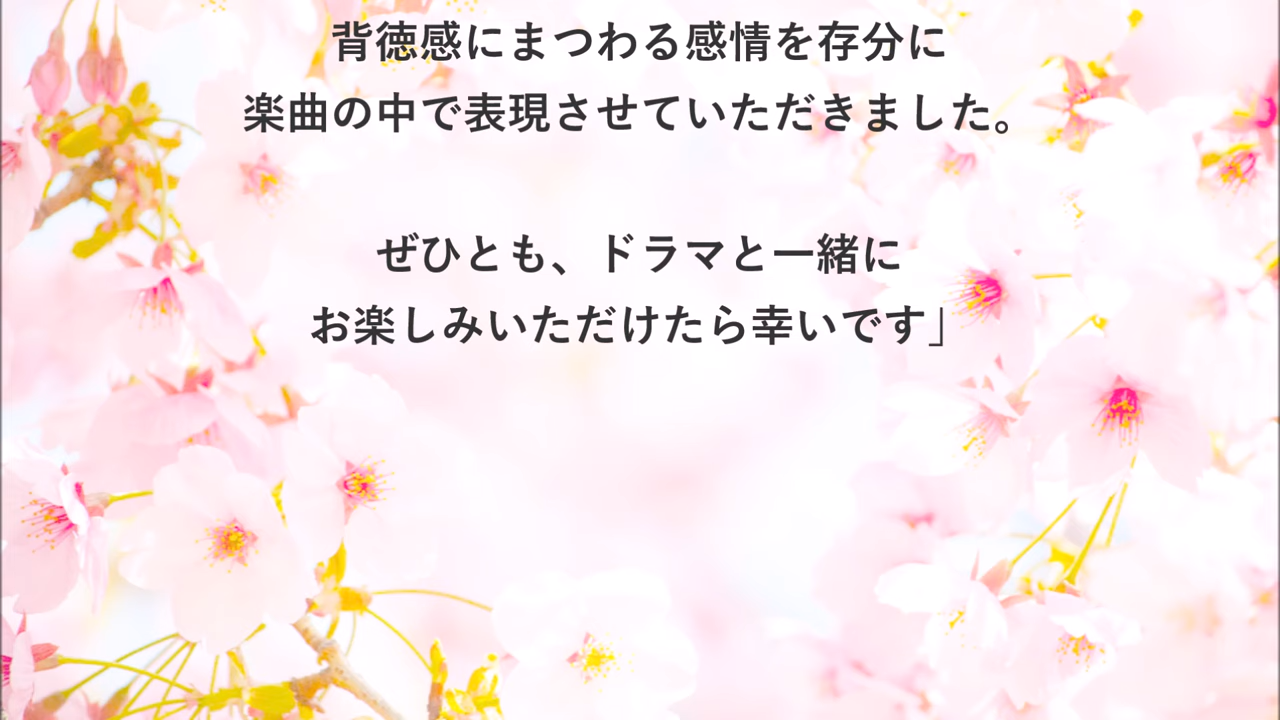 背徳感にまつわる感情を存分に
楽曲の中で表現させていただきました。
ぜひとも、ドラマと一緒に
お楽しみいただけたら幸いです」